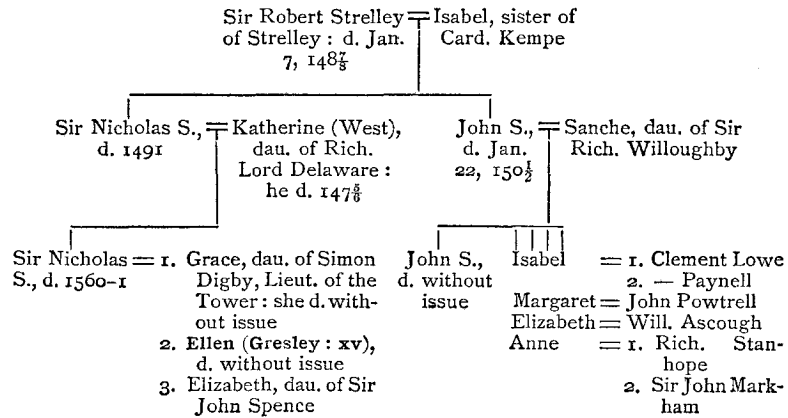 Sir Robert Strelley = Isabel, sister of
of Strelley : d. Jan. Card. Kempe
7, 148⅞
Sir Nicholas S.,
d. 1491
= Katherine (West),
dau. of Rich.
Lord Delaware :
he d. 147⅚
John S.,
d. Jan.
22, 150½
= Sanche, dau. of Sir
Rich. Willoughby
Sir Nicholas
S., d. 1560-1
= 1. Grace, dau. of Simon
Digby, Lieut. of the
Tower : she d. with-
out issue
2. Ellen (Gresley : xv),
d. without issue
3. Elizabeth, dau. of Sir
John Spence
John S.,
d. without
issue
Isabel = 1. Clement Lowe
2. — Paynell
Margaret = John Powtrell
Elizabeth = Will. Ascough
Anne = 1. Rich. Stan-
hope
2. Sir John Mark-
ham